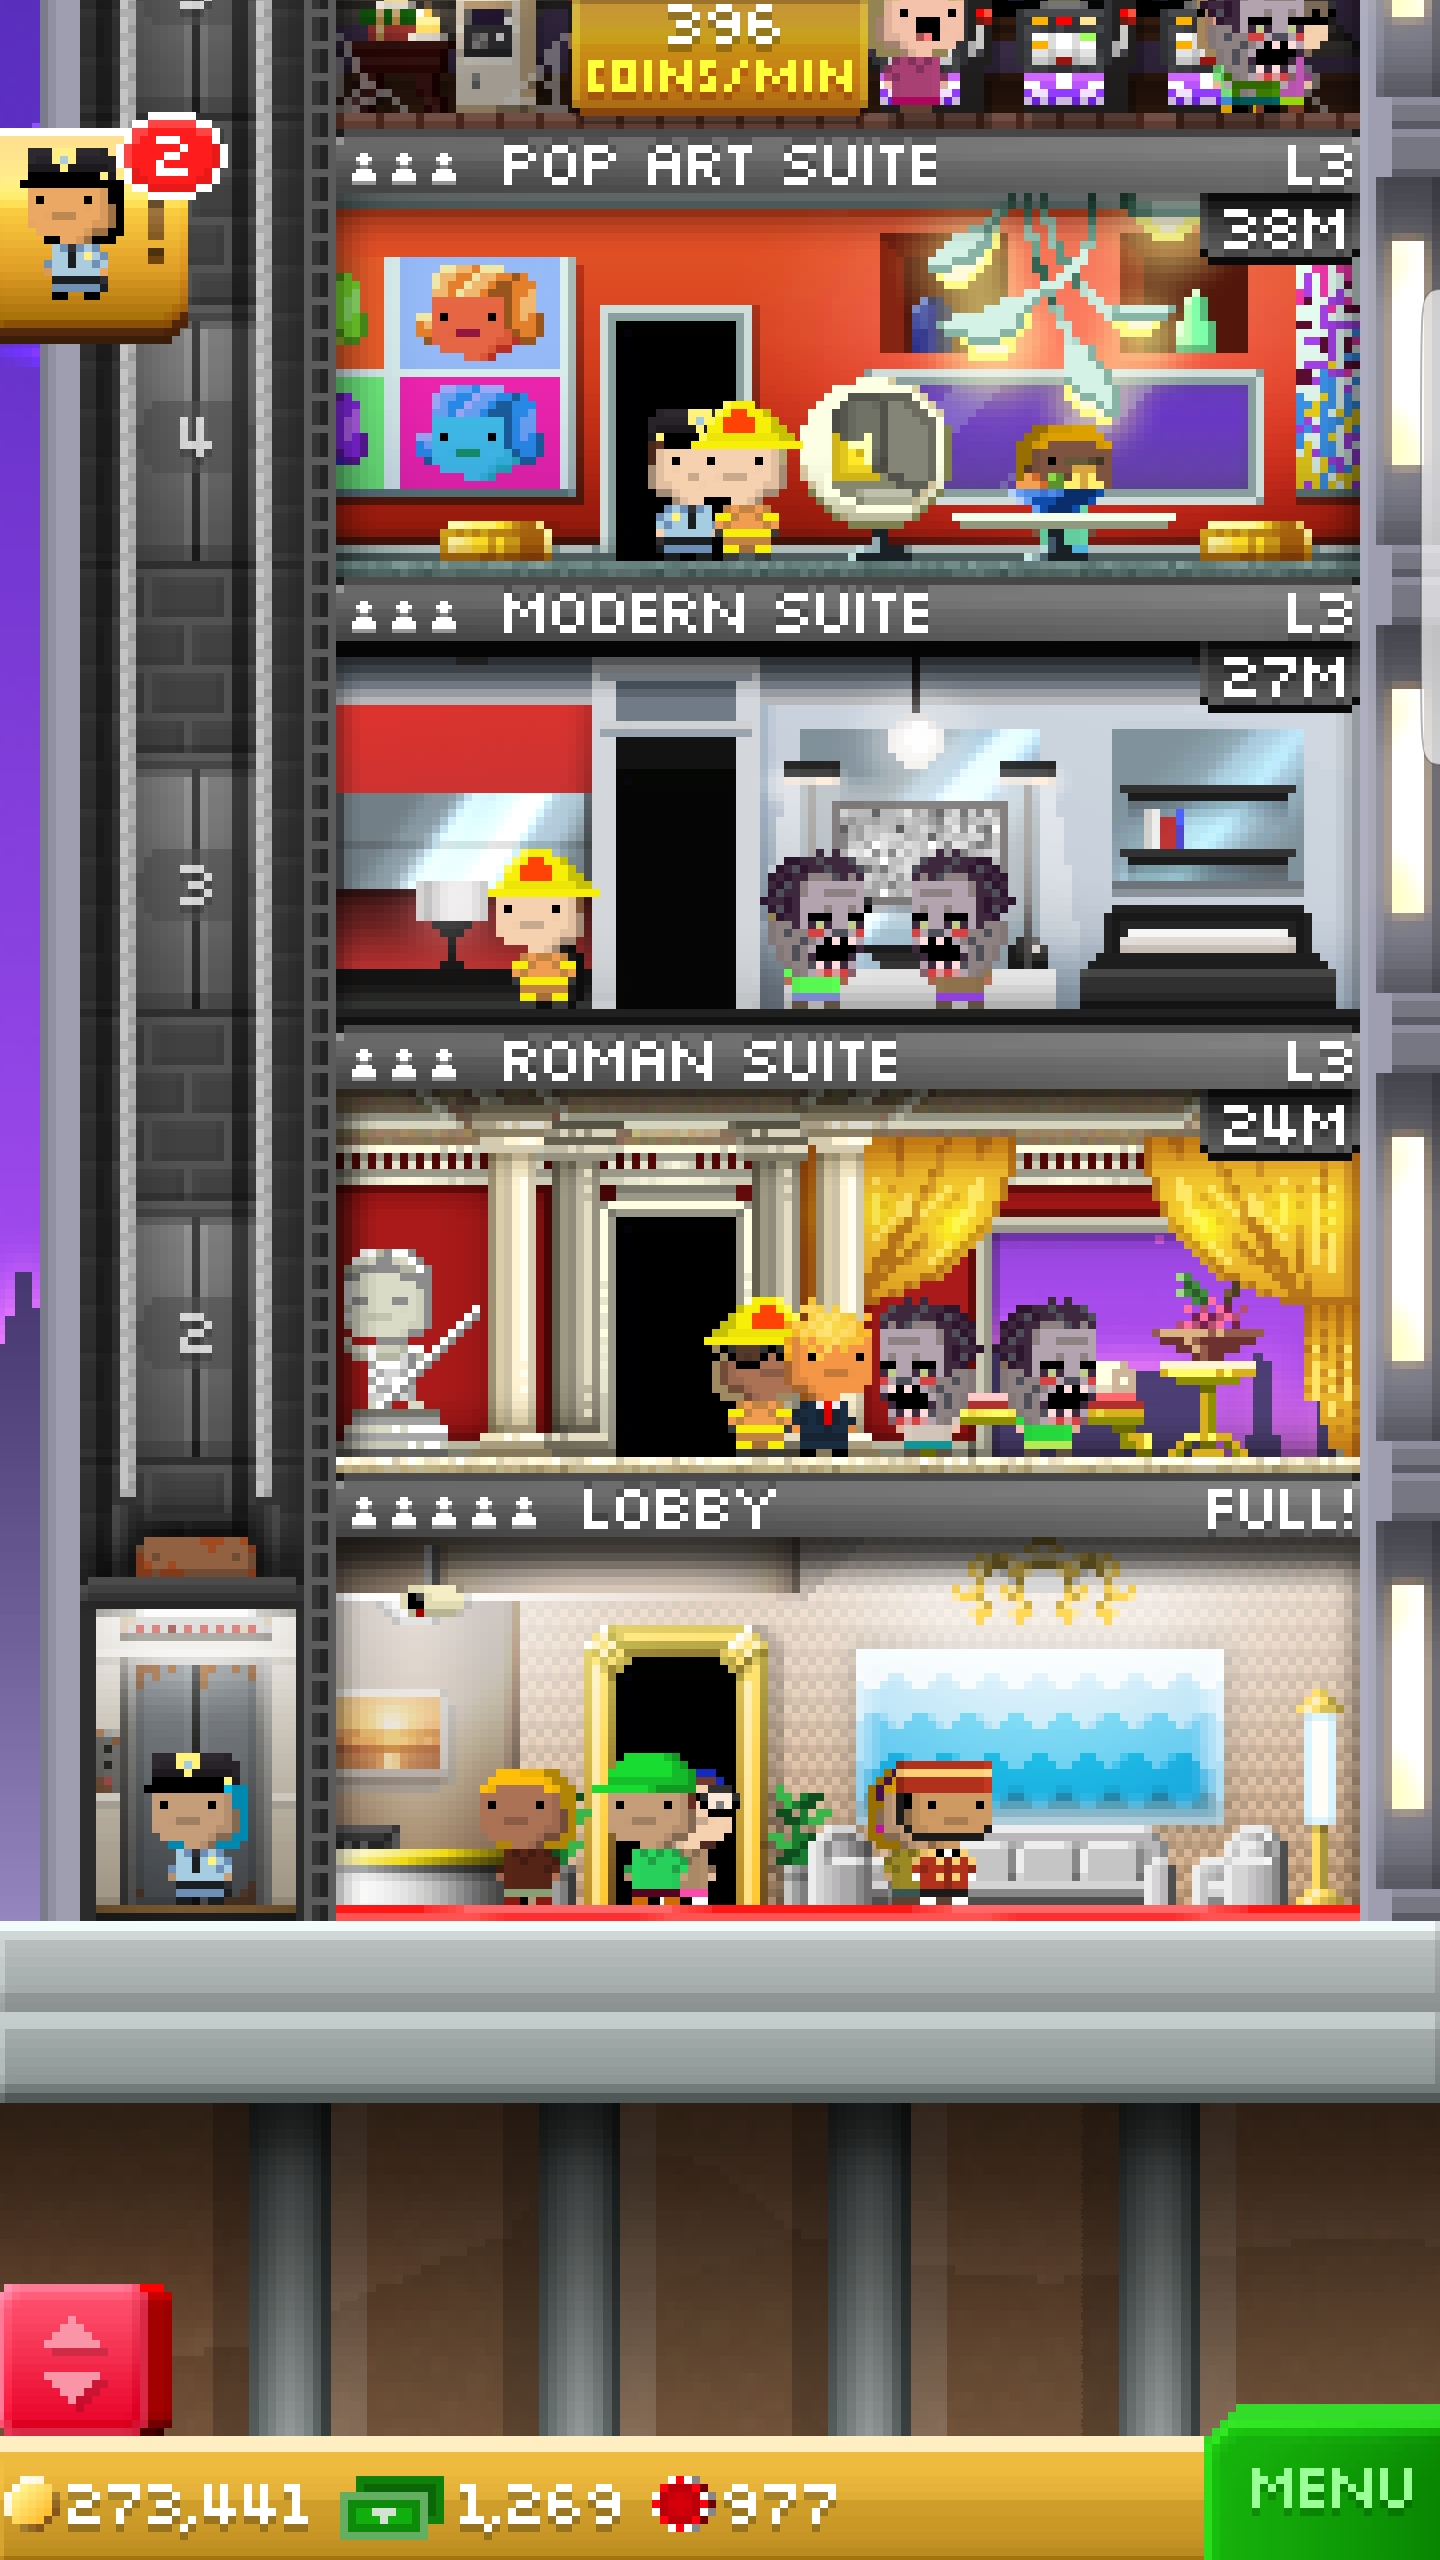 396
COINS/MIN
2
!
POP ART SUITE L3
38M
4
MODERN SUITE L3
27M
3
ROMAN SUITE L3
24M
2
LOBBY FULL!
273,441 1,269 977
MENU